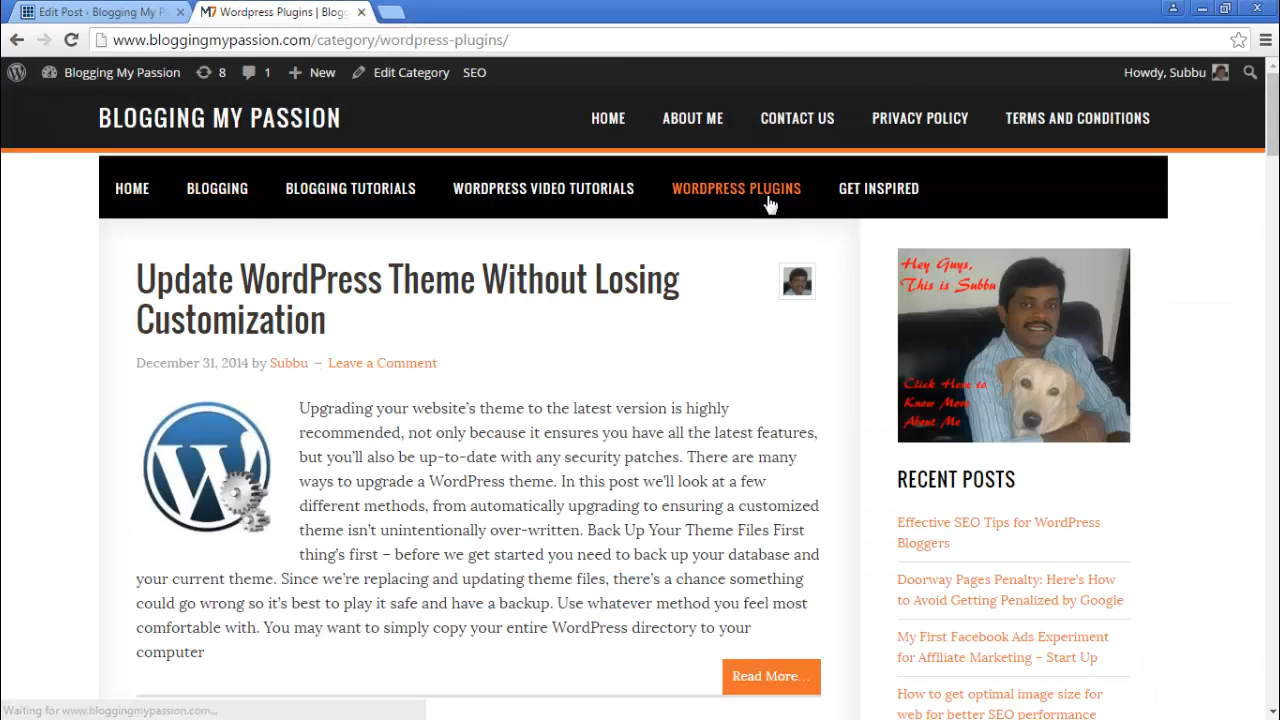 Edit Post ‹ Blogging My P
Wordpress Plugins | Blogg
www.bloggingmypassion.com/category/wordpress-plugins/
Blogging My Passion 8 1 New Edit Category SEO Howdy, Subbu
BLOGGING MY PASSION
HOME ABOUT ME CONTACT US PRIVACY POLICY TERMS AND CONDITIONS
HOME BLOGGING BLOGGING TUTORIALS WORDPRESS VIDEO TUTORIALS WORDPRESS PLUGINS GET INSPIRED
Update WordPress Theme Without Losing
Customization
December 31, 2014 by Subbu — Leave a Comment
Upgrading your website's theme to the latest version is highly
recommended, not only because it ensures you have all the latest features,
but you'll also be up-to-date with any security patches. There are many
ways to upgrade a WordPress theme. In this post we'll look at a few
different methods, from automatically upgrading to ensuring a customized
theme isn't unintentionally over-written. Back Up Your Theme Files First
thing's first – before we get started you need to back up your database and
your current theme. Since we're replacing and updating theme files, there's a chance something
could go wrong so it's best to play it safe and have a backup. Use whatever method you feel most
comfortable with. You may want to simply copy your entire WordPress directory to your
computer
Read More…
Hey Guys,
This is Subbu
Click Here to
Know More
About Me
RECENT POSTS
Effective SEO Tips for WordPress
Bloggers
Doorway Pages Penalty: Here's How
to Avoid Getting Penalized by Google
My First Facebook Ads Experiment
for Affiliate Marketing – Start Up
How to get optimal image size for
web for better SEO performance
Waiting for www.bloggingmypassion.com...